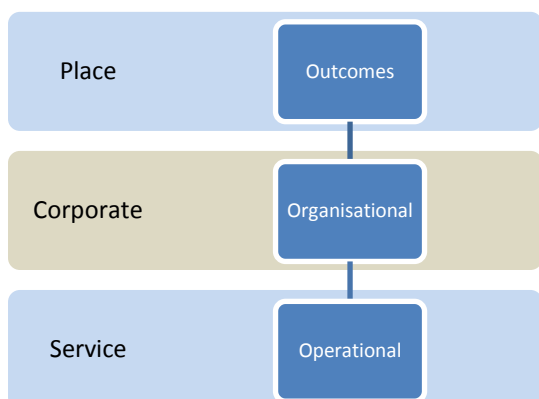 Place
Outcomes
Corporate
Organisational
Service
Operational